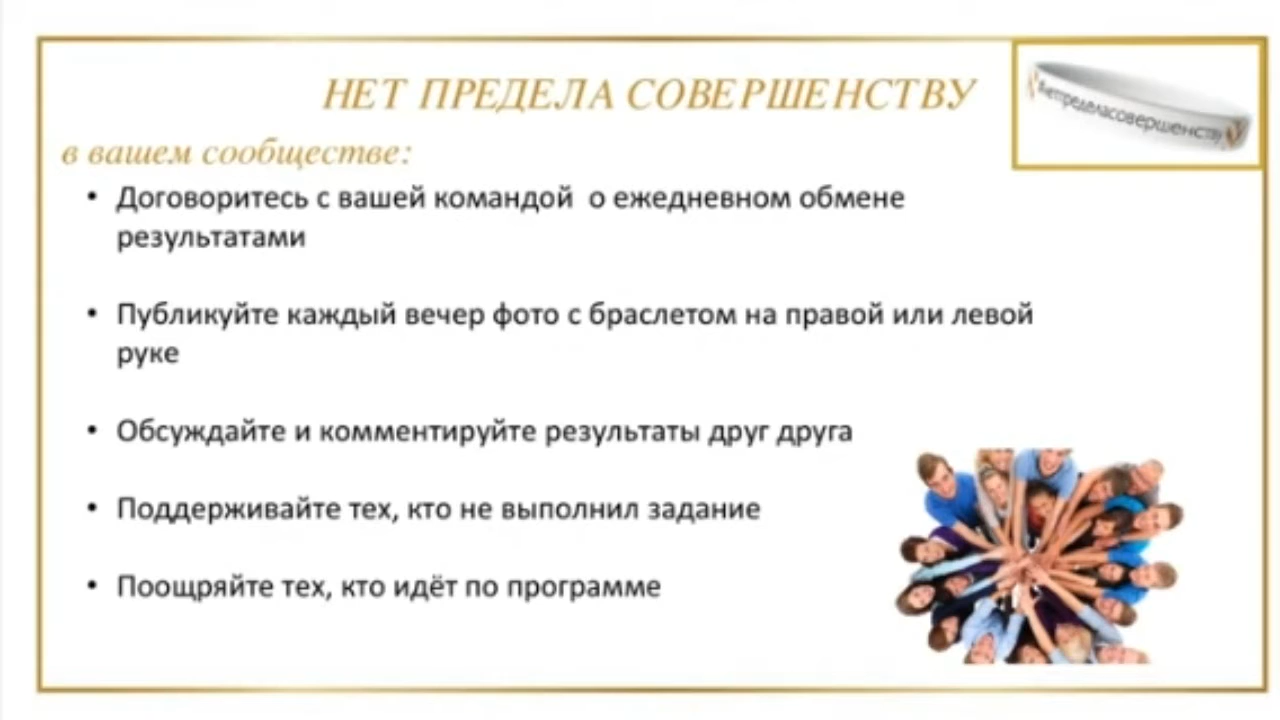 НЕТ ПРЕДЕЛА СОВЕРШЕНСТВУ
#нетпределасовершенству
в вашем сообществе:
• Договоритесь с вашей командой о ежедневном обмене
результатами
• Публикуйте каждый вечер фото с браслетом на правой или левой
руке
• Обсуждайте и комментируйте результаты друг друга
• Поддерживайте тех, кто не выполнил задание
• Поощряйте тех, кто идёт по программе